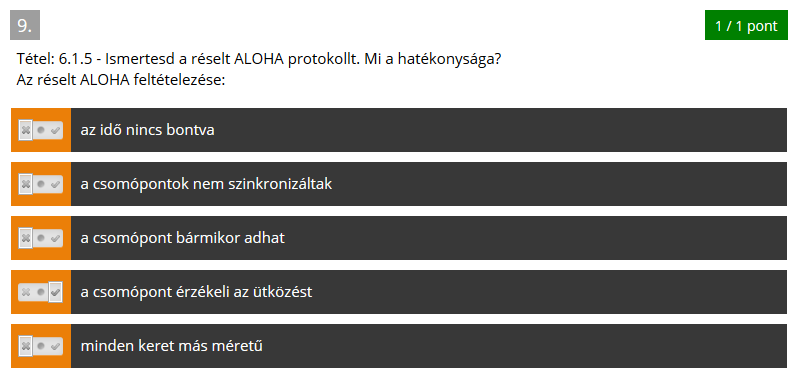 9.
1 / 1 pont
Tétel: 6.1.5 - Ismertesd a réselt ALOHA protokollt. Mi a hatékonysága?
Az réselt ALOHA feltételezése:
az idő nincs bontva
a csomópontok nem szinkronizáltak
a csomópont bármikor adhat
a csomópont érzékeli az ütközést
minden keret más méretű